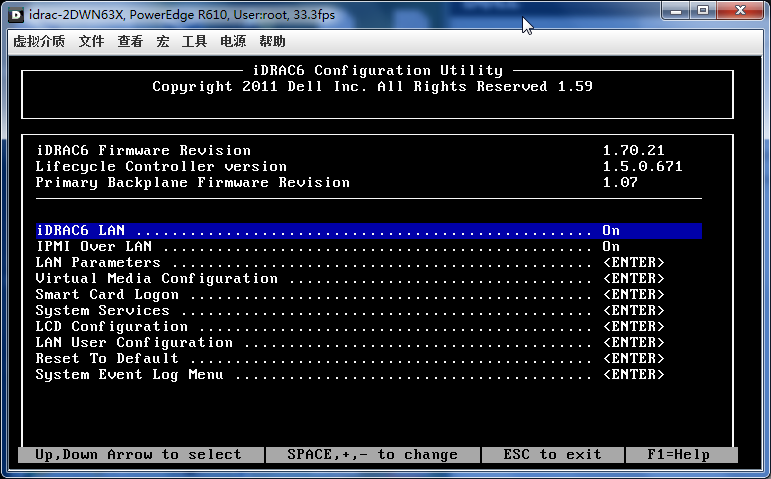 idrac-2DWN63X, PowerEdge R610, User:root, 33.3fps
虚拟介质 文件 查看 宏 工具 电源 帮助
iDRAC6 Configuration Utility
Copyright 2011 Dell Inc. All Rights Reserved 1.59
iDRAC6 Firmware Revision 1.70.21
Lifecycle Controller version 1.5.0.671
Primary Backplane Firmware Revision 1.07
iDRAC6 LAN ................................................... On
IPMI Over LAN ................................................ On
LAN Parameters ............................................... <ENTER>
Virtual Media Configuration .................................. <ENTER>
Smart Card Logon ............................................. <ENTER>
System Services .............................................. <ENTER>
LCD Configuration ............................................ <ENTER>
LAN User Configuration ....................................... <ENTER>
Reset To Default ............................................. <ENTER>
System Event Log Menu ........................................ <ENTER>
Up,Down Arrow to select SPACE,+,- to change ESC to exit F1=Help